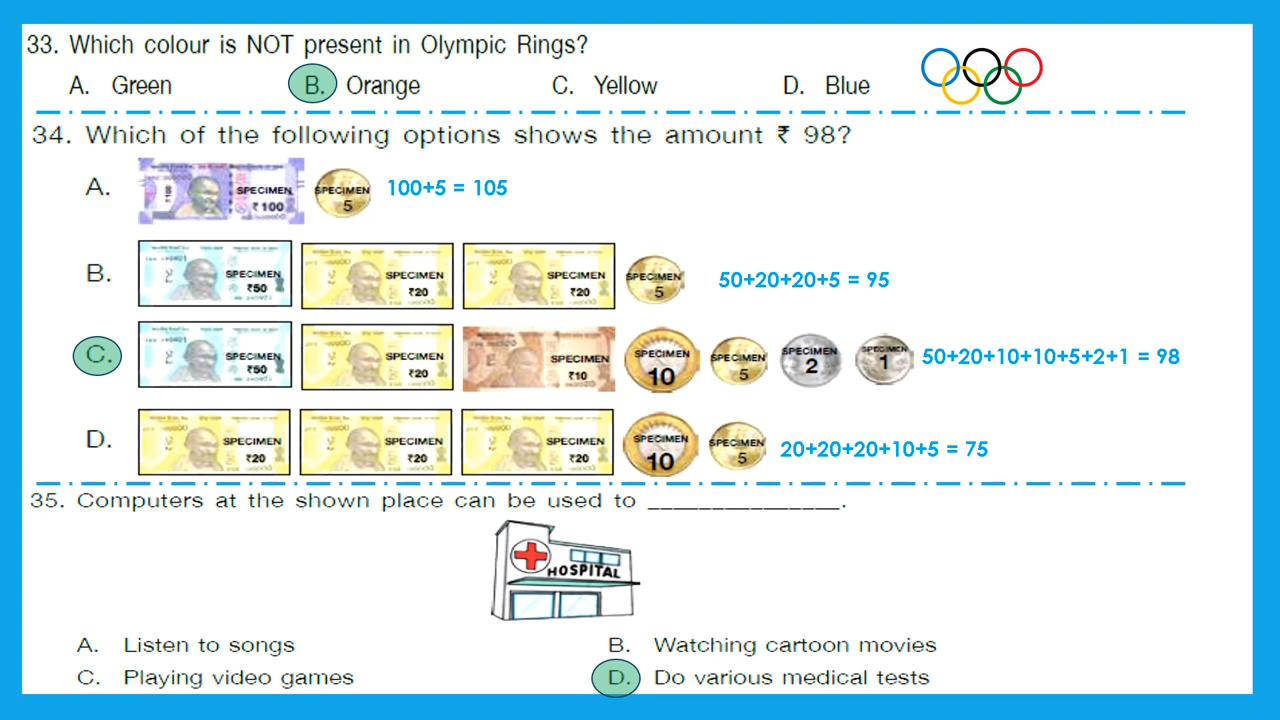 33. Which colour is NOT present in Olympic Rings?
A. Green B. Orange C. Yellow D. Blue
34. Which of the following options shows the amount ₹ 98?
A. SPECIMEN ₹100 SPECIMEN 5 100+5 = 105
B. SPECIMEN ₹50 SPECIMEN ₹20 SPECIMEN ₹20 SPECIMEN 5 50+20+20+5 = 95
C. SPECIMEN ₹50 SPECIMEN ₹20 SPECIMEN ₹10 SPECIMEN 10 SPECIMEN 5 SPECIMEN 2 SPECIMEN 1 50+20+10+10+5+2+1 = 98
D. SPECIMEN ₹20 SPECIMEN ₹20 SPECIMEN ₹20 SPECIMEN 10 SPECIMEN 5 20+20+20+10+5 = 75
35. Computers at the shown place can be used to _______________.
HOSPITAL
A. Listen to songs B. Watching cartoon movies
C. Playing video games D. Do various medical tests